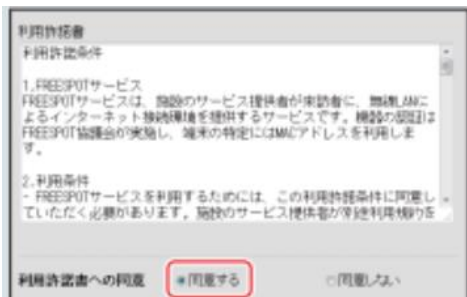 利用許諾書
利用許諾条件
1.FREESPOTサービス
FREESPOTサービスは、施設のサービス提供者が来訪者に、無線LANに
よるインターネット接続環境を提供するサービスです。機器の認証は
FREESPOT協議会が実施し、端末の特定にはMACアドレスを利用しま
す。
2.利用条件
- FREESPOTサービスを利用するためには、この利用許諾条件に同意し
ていただく必要があります。施設のサービス提供者が別途利用規約を
利用許諾書への同意 同意する 同意しない